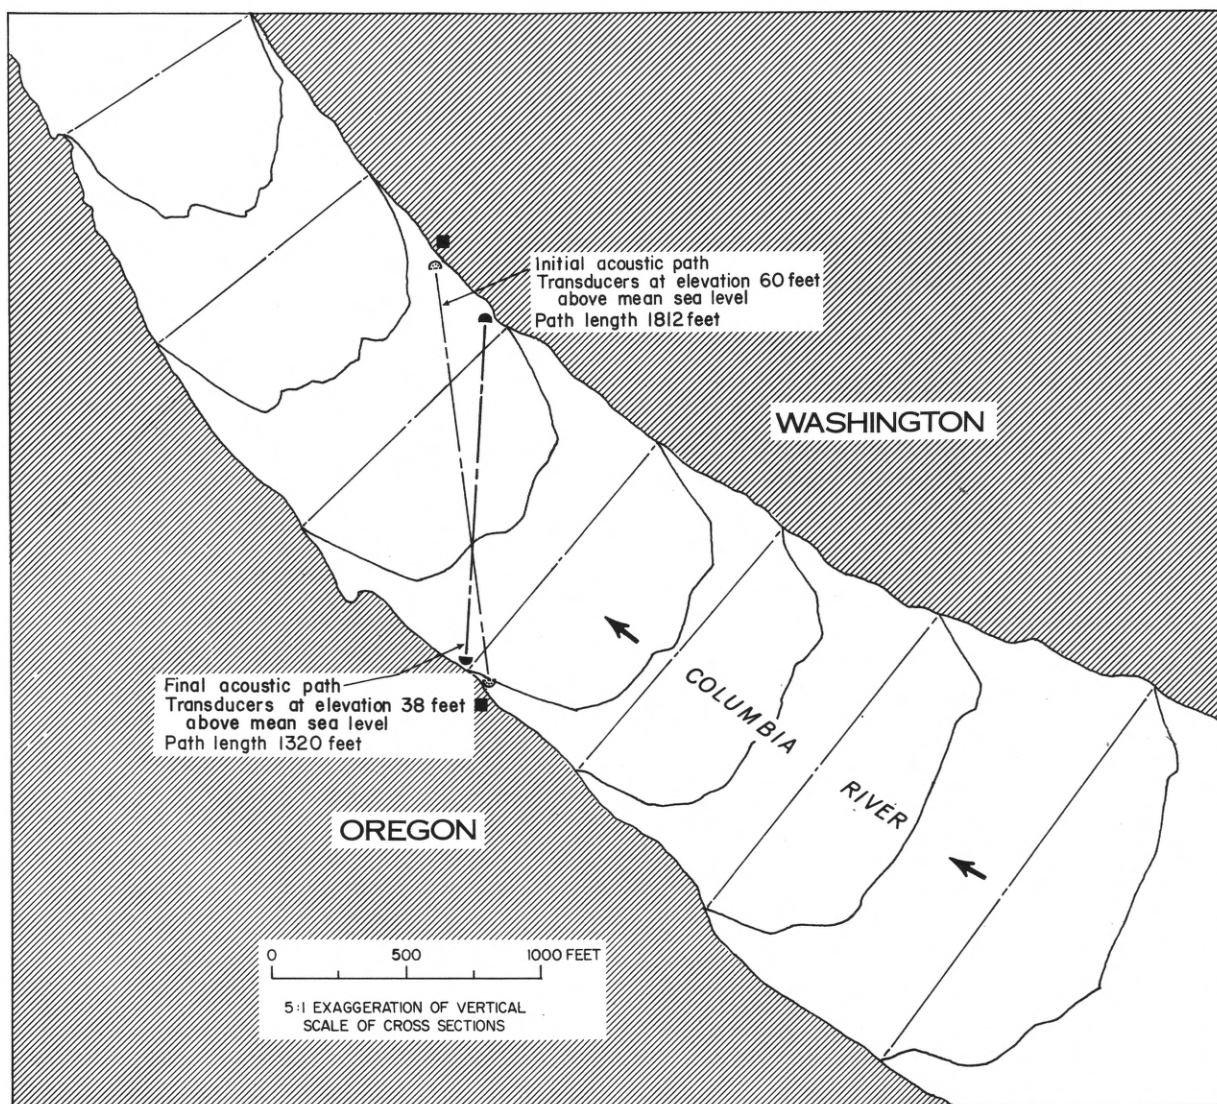 Initial acoustic path
Transducers at elevation 60 feet
above mean sea level
Path length 1812 feet
WASHINGTON
Final acoustic path
Transducers at elevation 38 feet
above mean sea level
Path length 1320 feet
COLUMBIA
RIVER
OREGON
0 500 1000 FEET
5:1 EXAGGERATION OF VERTICAL
SCALE OF CROSS SECTIONS